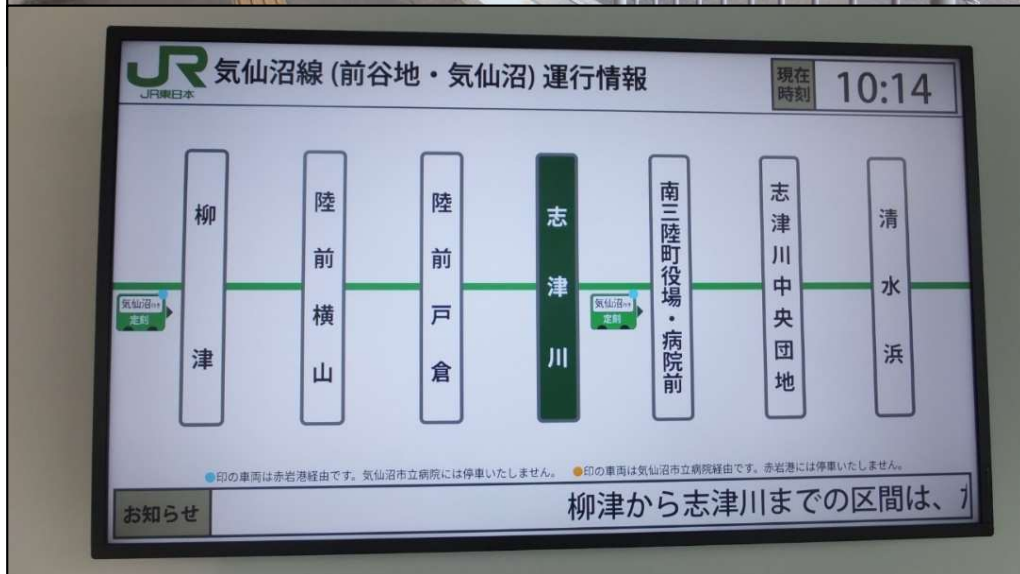 JR 気仙沼線 (前谷地・気仙沼) 運行情報
JR東日本
現在
時刻
10:14
柳津
陸前横山
陸前戸倉
志津川
南三陸町役場・病院前
志津川中央団地
清水浜
気仙沼行き
定刻
気仙沼行き
定刻
●印の車両は赤岩港経由です。気仙沼市立病院には停車いたしません。 ●印の車両は気仙沼市立病院経由です。赤岩港には停車いたしません。
お知らせ
柳津から志津川までの区間は、